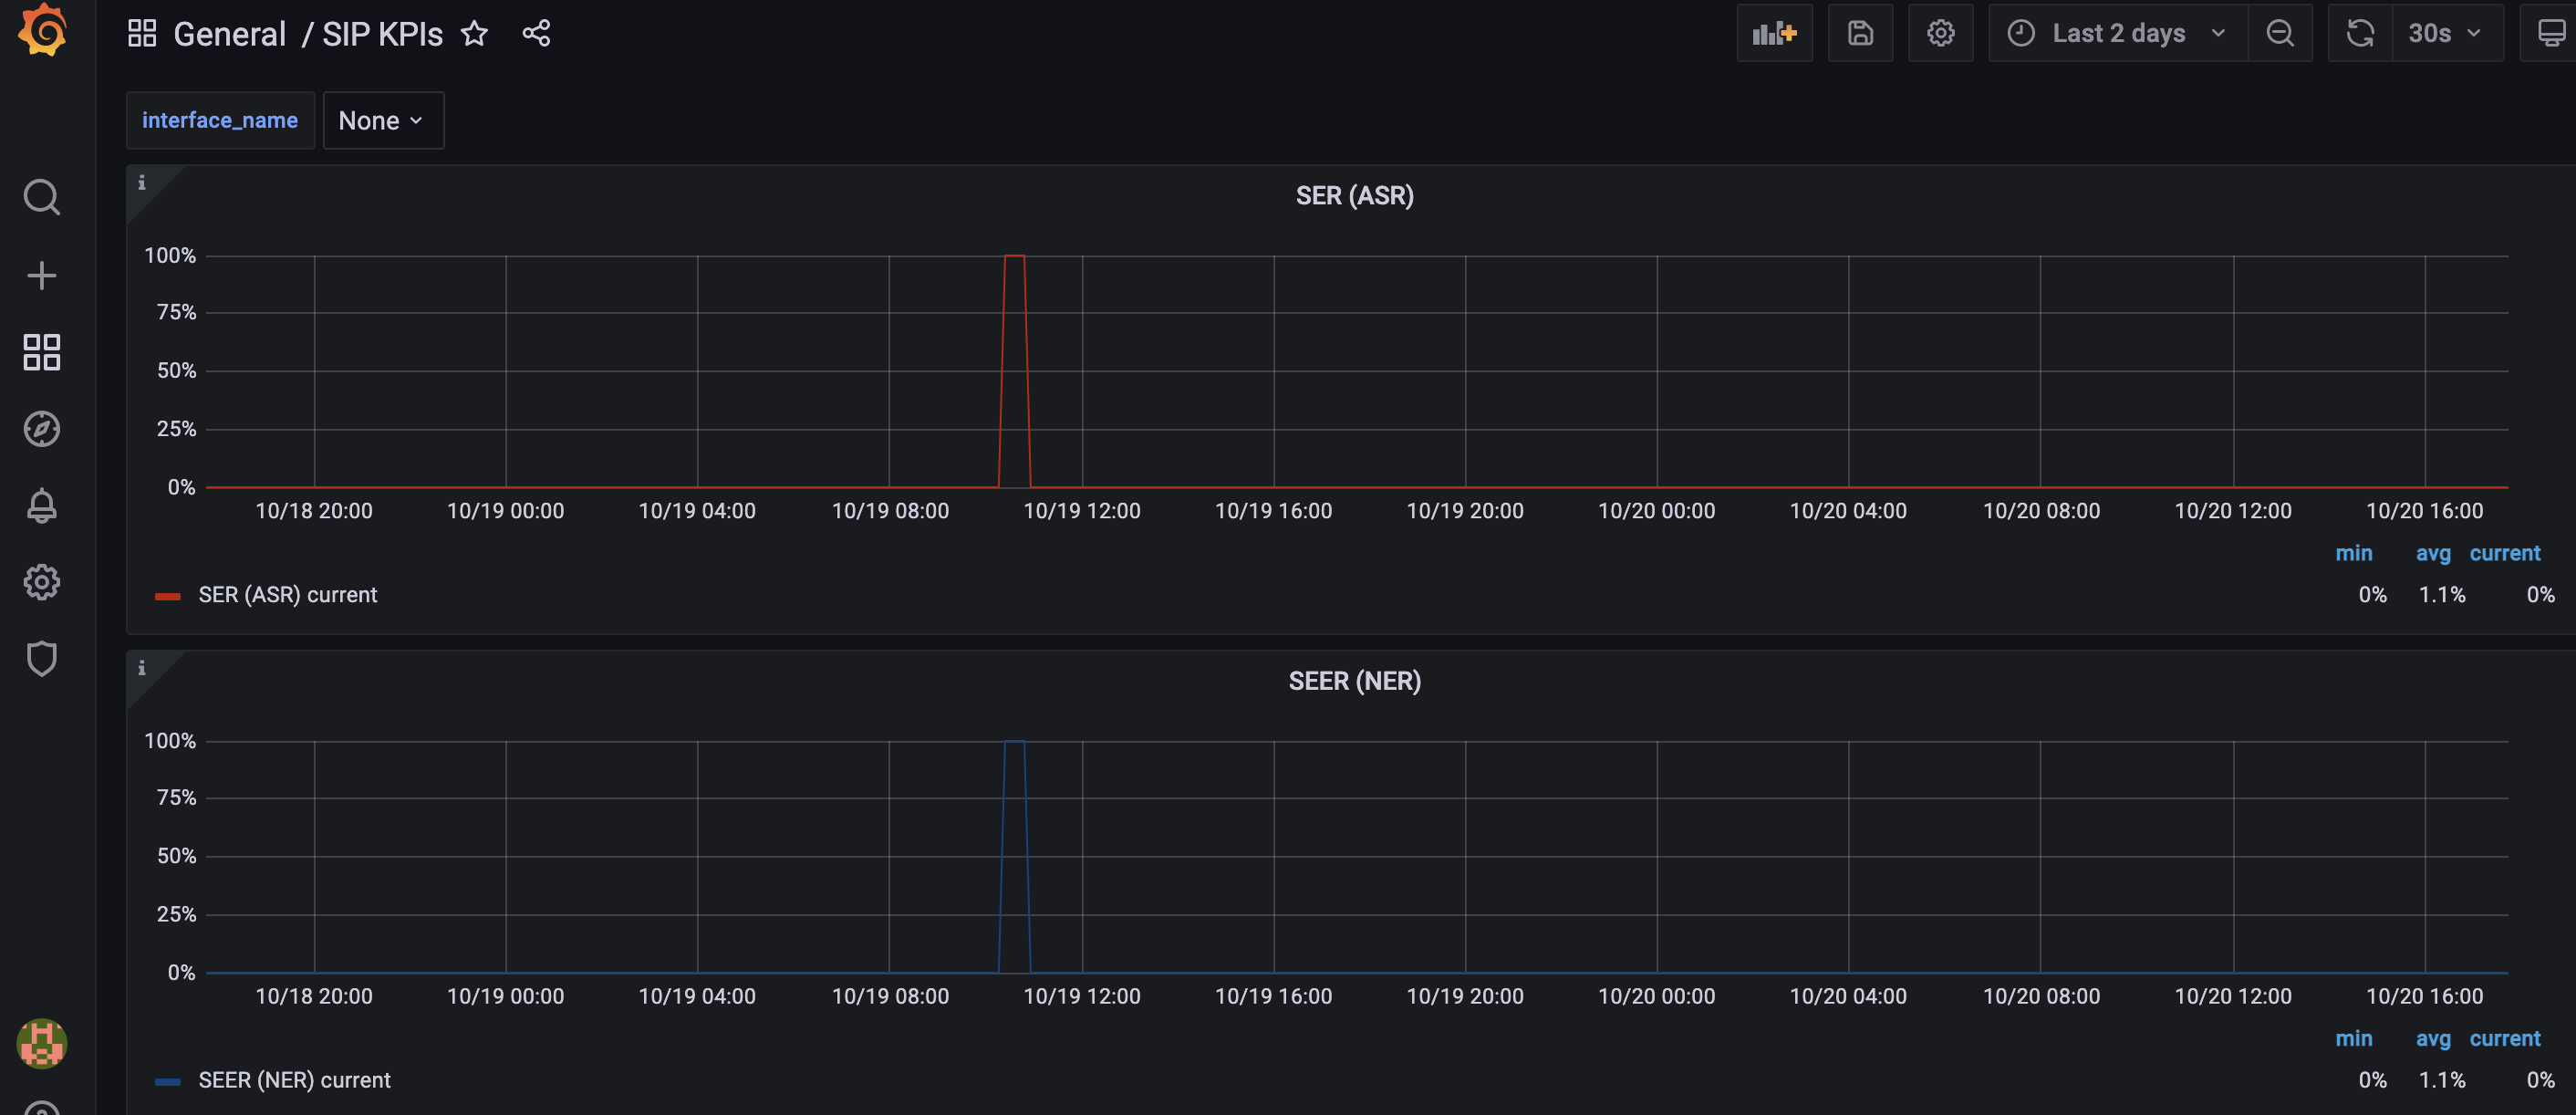 General / SIP KPIs
Last 2 days
30s
interface_name
None
SER (ASR)
100%
75%
50%
25%
0%
10/18 20:00 10/19 00:00 10/19 04:00 10/19 08:00 10/19 12:00 10/19 16:00 10/19 20:00 10/20 00:00 10/20 04:00 10/20 08:00 10/20 12:00 10/20 16:00
min avg current
SER (ASR) current 0% 1.1% 0%
SEER (NER)
100%
75%
50%
25%
0%
10/18 20:00 10/19 00:00 10/19 04:00 10/19 08:00 10/19 12:00 10/19 16:00 10/19 20:00 10/20 00:00 10/20 04:00 10/20 08:00 10/20 12:00 10/20 16:00
min avg current
SEER (NER) current 0% 1.1% 0%